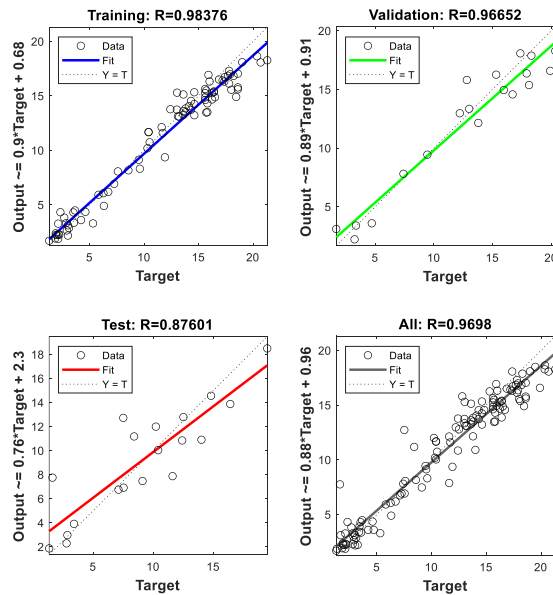 Training: R=0.98376
Output ~= 0.9*Target + 0.68
20
15
10
5
Data
Fit
Y = T
5
10
15
20
Target
Validation: R=0.96652
Output ~= 0.89*Target + 0.91
20
15
10
5
Data
Fit
Y = T
5
10
15
20
Target
Test: R=0.87601
Output ~= 0.76*Target + 2.3
18
16
14
12
10
8
6
4
2
Data
Fit
Y = T
5
10
15
Target
All: R=0.9698
Output ~= 0.88*Target + 0.96
20
15
10
5
Data
Fit
Y = T
5
10
15
20
Target